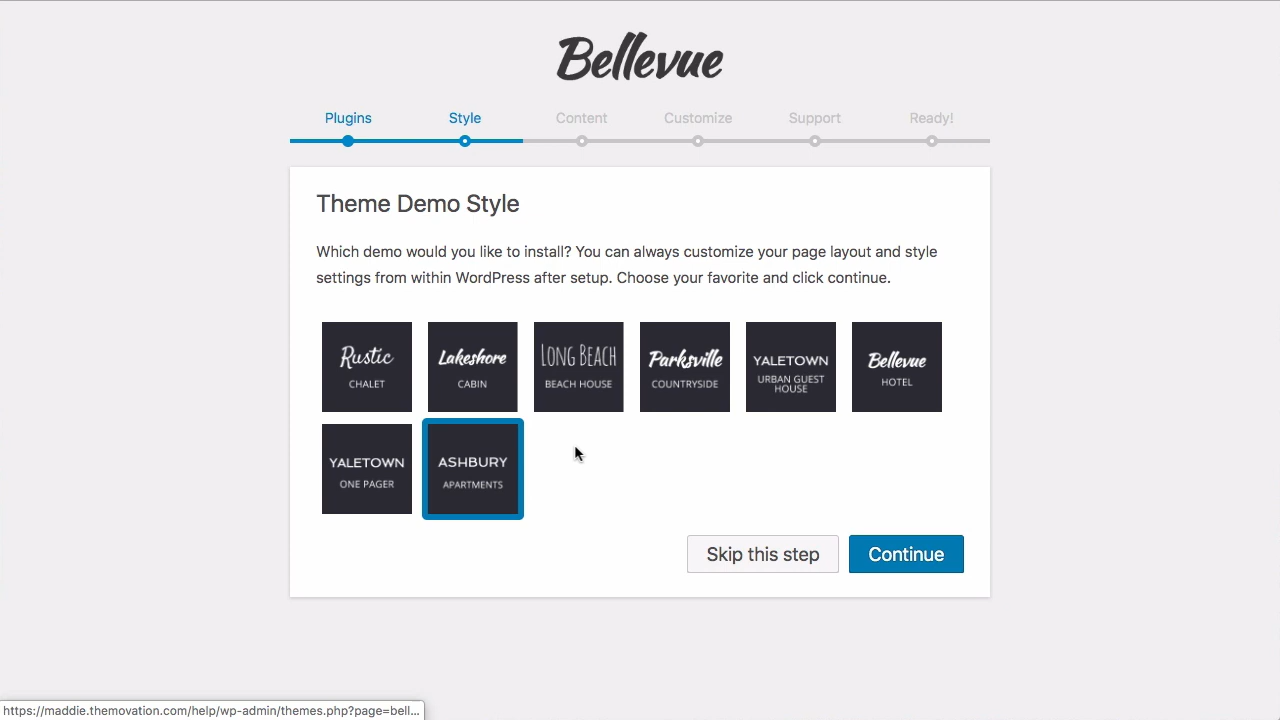 Bellevue
Plugins Style Content Customize Support Ready!
Theme Demo Style
Which demo would you like to install? You can always customize your page layout and style
settings from within WordPress after setup. Choose your favorite and click continue.
Rustic
CHALET
Lakeshore
CABIN
LONG BEACH
BEACH HOUSE
Parksville
COUNTRYSIDE
YALETOWN
URBAN GUEST
HOUSE
Bellevue
HOTEL
YALETOWN
ONE PAGER
ASHBURY
APARTMENTS
Skip this step Continue
https://maddie.themovation.com/help/wp-admin/themes.php?page=bell...